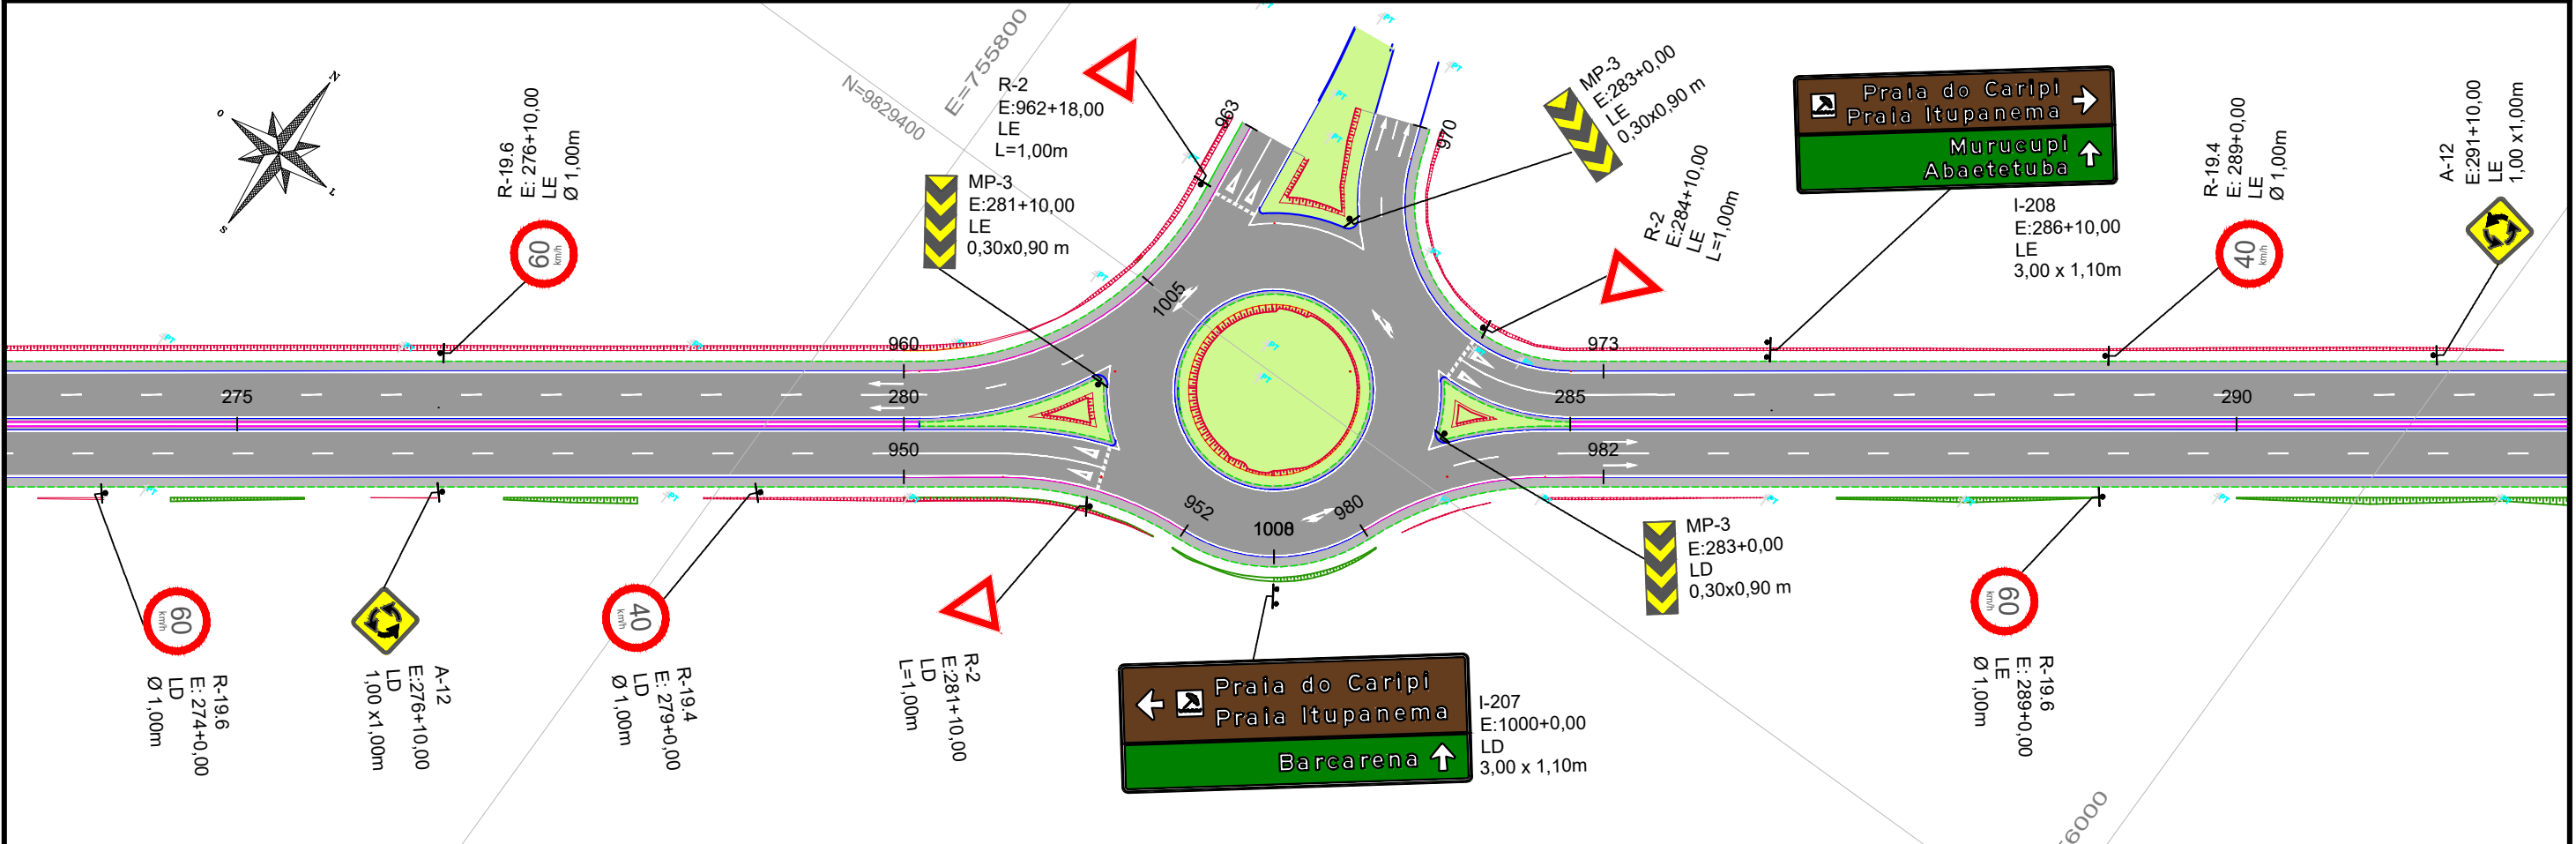 N
O
L
S
R-19.6
E: 276+10,00
LE
Ø 1,00m
60
km/h
N=9829400
E=755800
R-2
E:962+18,00
LE
L=1,00m
963
MP-3
E:281+10,00
LE
0,30x0,90 m
MP-3
E:283+0,00
LE
0,30x0,90 m
970
R-2
E:284+10,00
LE
L=1,00m
Praia do Caripi
Praia Itupanema
Murucupi
Abaetetuba
I-208
E:286+10,00
LE
3,00 x 1,10m
R-19.4
E: 289+0,00
LE
Ø 1,00m
40
km/h
A-12
E:291+10,00
LE
1,00 x1,00m
PT
1005
960
973
275
280
285
290
950
982
952
1008
980
60
km/h
R-19.6
E: 274+0,00
LD
Ø 1,00m
A-12
E:276+10,00
LD
1,00 x1,00m
40
km/h
R-19.4
E: 279+0,00
LD
Ø 1,00m
R-2
E:281+10,00
LD
L=1,00m
Praia do Caripi
Praia Itupanema
Barcarena
I-207
E:1000+0,00
LD
3,00 x 1,10m
MP-3
E:283+0,00
LD
0,30x0,90 m
60
km/h
R-19.6
E: 289+0,00
LE
Ø 1,00m
6000